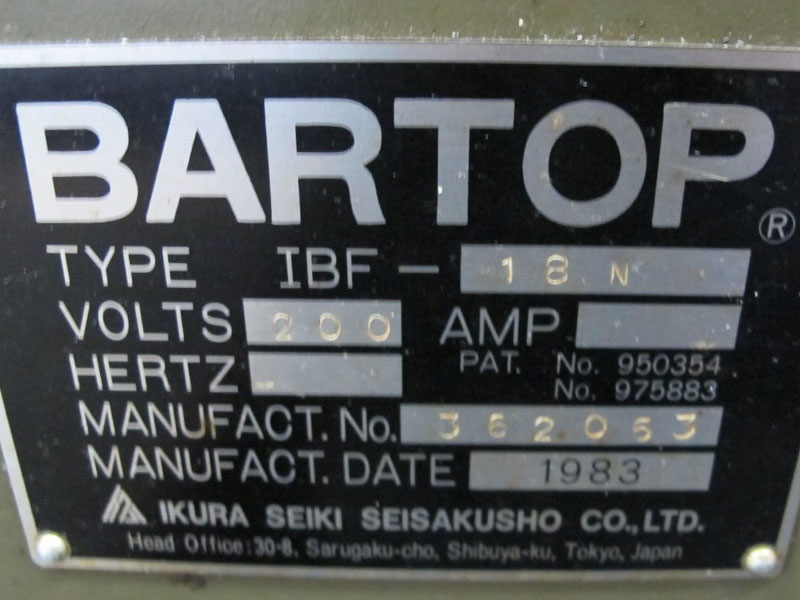 BARTOP ®
TYPE IBF - 18 N
VOLTS 200 AMP
HERTZ - PAT. No. 950354
No. 975883
MANUFACT. No. 362053
MANUFACT. DATE 1983
IKURA SEIKI SEISAKUSHO CO., LTD.
Head Office : 30-8, Sarugaku-cho, Shibuya-ku, Tokyo, Japan